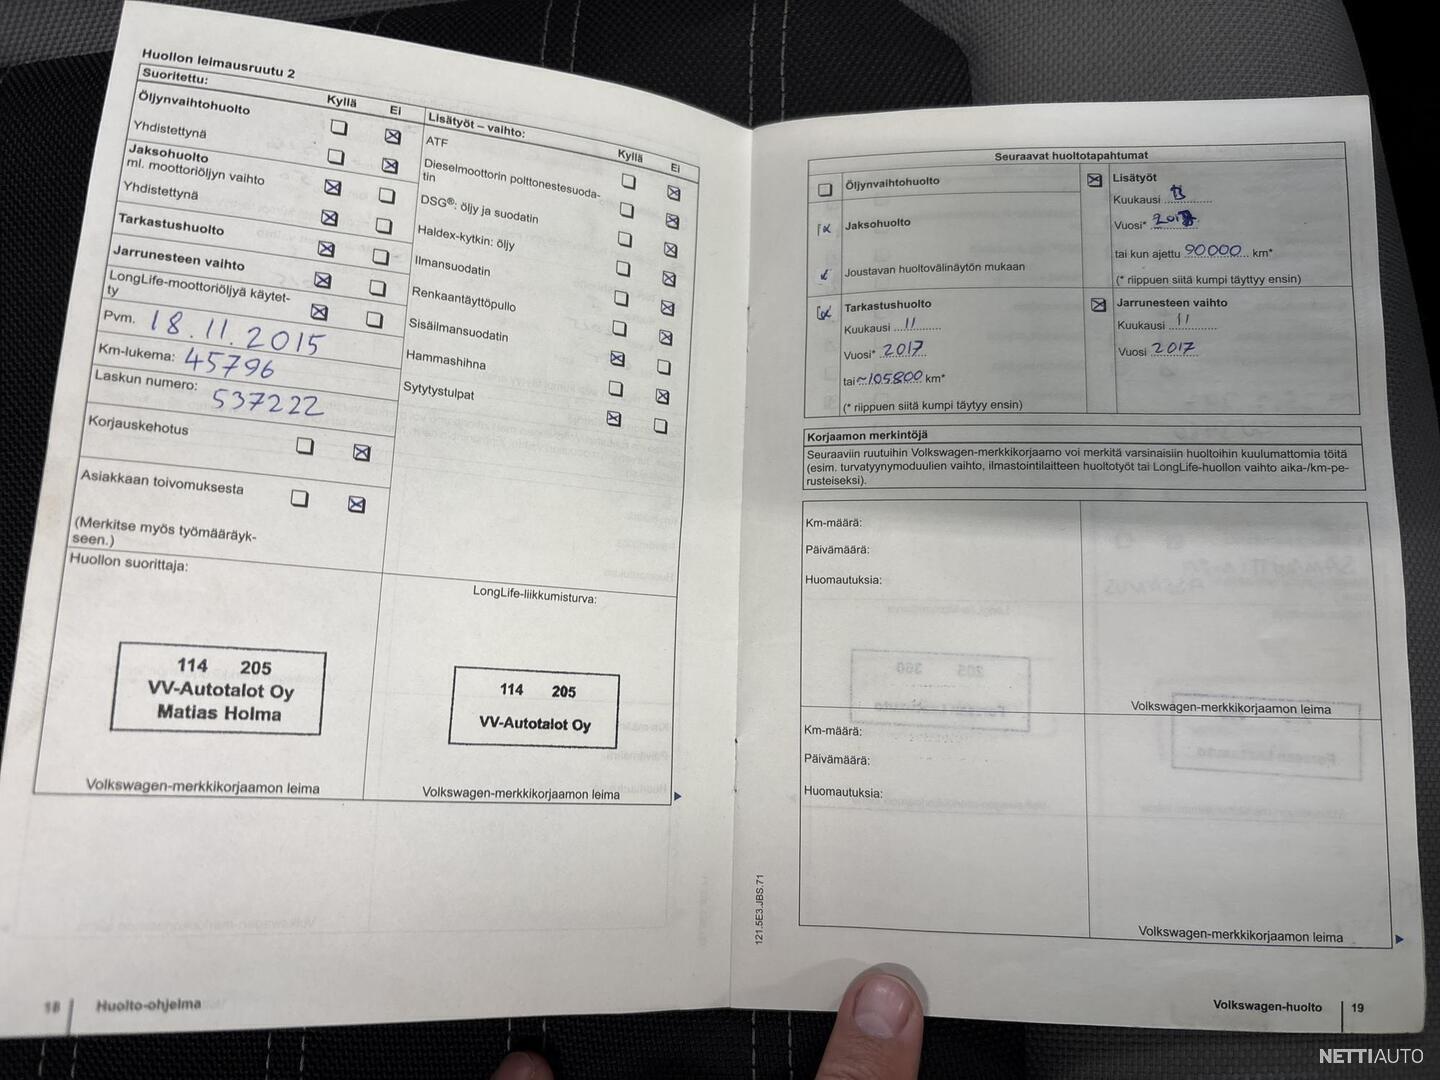 Huollon leimausruutu 2
Suoritettu:
Kyllä Ei
Öljynvaihtohuolto
Yhdistettynä
Jaksohuolto
ml. moottoriöljyn vaihto
Yhdistettynä
Tarkastushuolto
Jarrunesteen vaihto
LongLife-moottoriöljyä käytet-
ty
Pvm. 18.11.2015
Km-lukema: 45796
Laskun numero:
537222
Korjauskehotus
Asiakkaan toivomuksesta
(Merkitse myös työmääräyk-
seen.)
Lisätyöt – vaihto:
Kyllä Ei
ATF
Dieselmoottorin polttonestesuoda-
tin
DSG®: öljy ja suodatin
Haldex-kytkin: öljy
Ilmansuodatin
Renkaantäyttöpullo
Sisäilmansuodatin
Hammashihna
Sytytystulpat
Huollon suorittaja:
114 205
VV-Autotalot Oy
Matias Holma
Volkswagen-merkkikorjaamon leima
LongLife-liikkumisturva:
114 205
VV-Autotalot Oy
Volkswagen-merkkikorjaamon leima
18 Huolto-ohjelma
Seuraavat huoltotapahtumat
Öljynvaihtohuolto
Jaksohuolto
Joustavan huoltovälinäytön mukaan
Tarkastushuolto
Kuukausi 11
Vuosi* 2017
tai ~105800 km*
(* riippuen siitä kumpi täytyy ensin)
Lisätyöt
Kuukausi
Vuosi*
tai kun ajettu 90000 km*
(* riippuen siitä kumpi täyttyy ensin)
Jarrunesteen vaihto
Kuukausi 11
Vuosi 2017
Korjaamon merkintöjä
Seuraaviin ruutuihin Volkswagen-merkkikorjaamo voi merkitä varsinaisiin huoltoihin kuulumattomia töitä
(esim. turvatyynymoduulien vaihto, ilmastointilaitteen huoltotyöt tai LongLife-huollon vaihto aika-/km-pe-
rusteiseksi).
Km-määrä:
Päivämäärä:
Huomautuksia:
Volkswagen-merkkikorjaamon leima
Km-määrä:
Päivämäärä:
Huomautuksia:
Volkswagen-merkkikorjaamon leima
121.5E3.JBS.71
Volkswagen-huolto 19
NETTIAUTO